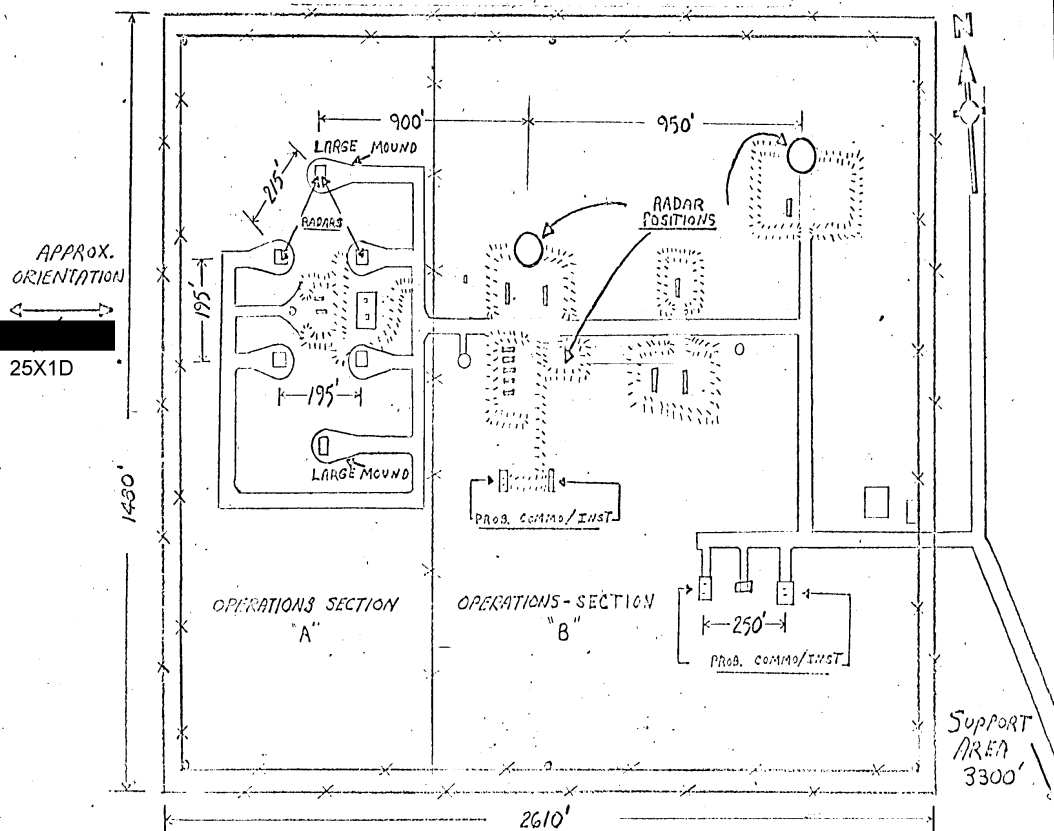 N
900'
950'
LARGE MOUND
215'
RADARS
RADAR
POSITIONS
APPROX.
ORIENTATION
195'
25X1D
195'
LARGE MOUND
1430'
PROB. COMMO/INST
OPERATIONS SECTION
"A"
OPERATIONS-SECTION
"B"
250'
PROB. COMMO/INST
SUPPORT
AREA
3300'
2610'